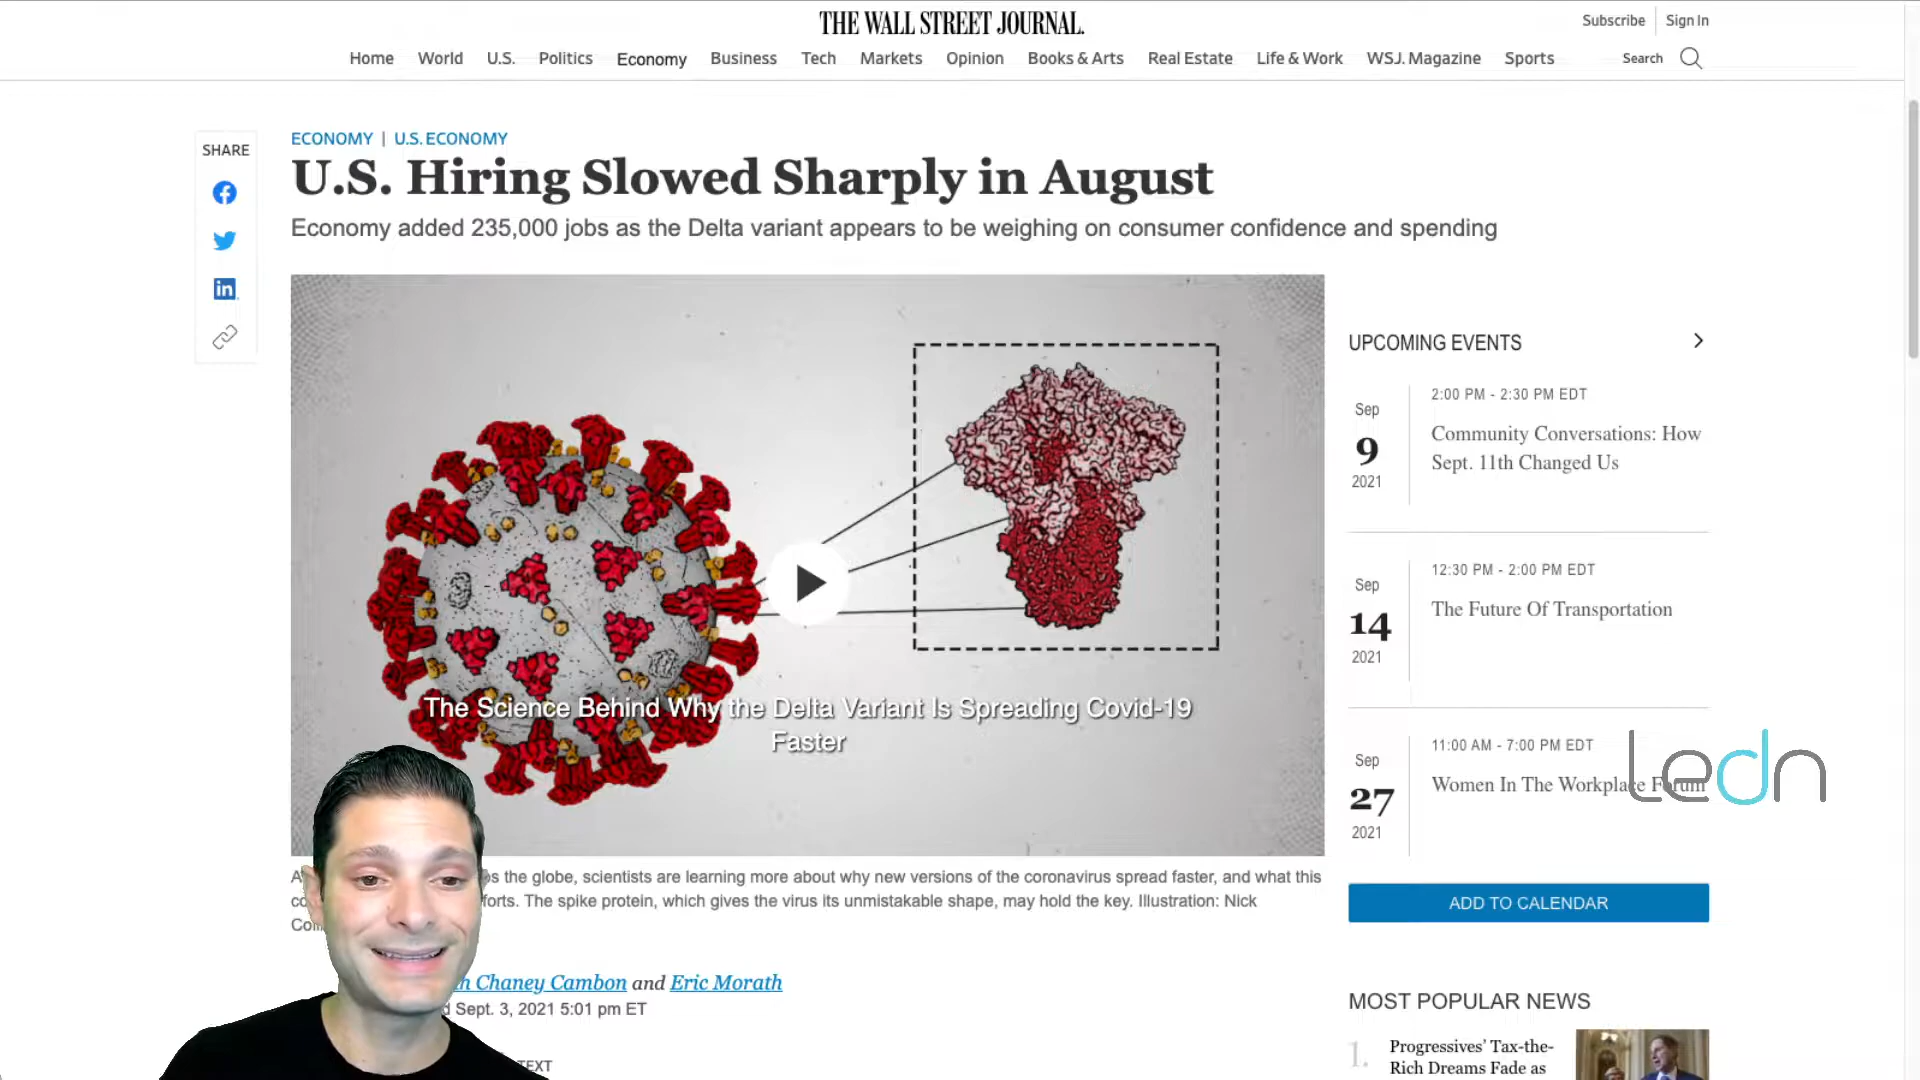 THE WALL STREET JOURNAL.
Subscribe
Sign In
Home World U.S. Politics Economy Business Tech Markets Opinion Books & Arts Real Estate Life & Work WSJ. Magazine Sports
Search
SHARE
ECONOMY | U.S. ECONOMY
U.S. Hiring Slowed Sharply in August
Economy added 235,000 jobs as the Delta variant appears to be weighing on consumer confidence and spending
The Science Behind Why the Delta Variant Is Spreading Covid-19
Faster
the globe, scientists are learning more about why new versions of the coronavirus spread faster, and what this
The spike protein, which gives the virus its unmistakable shape, may hold the key. Illustration: Nick
Chaney Cambon and Eric Morath
Sept. 3, 2021 5:01 pm ET
TEXT
UPCOMING EVENTS
Sep
9
2021
2:00 PM - 2:30 PM EDT
Community Conversations: How
Sept. 11th Changed Us
Sep
14
2021
12:30 PM - 2:00 PM EDT
The Future Of Transportation
Sep
27
2021
11:00 AM - 7:00 PM EDT
Women In The Workplace Forum
ledn
ADD TO CALENDAR
MOST POPULAR NEWS
1.
Progressives' Tax-the-
Rich Dreams Fade as